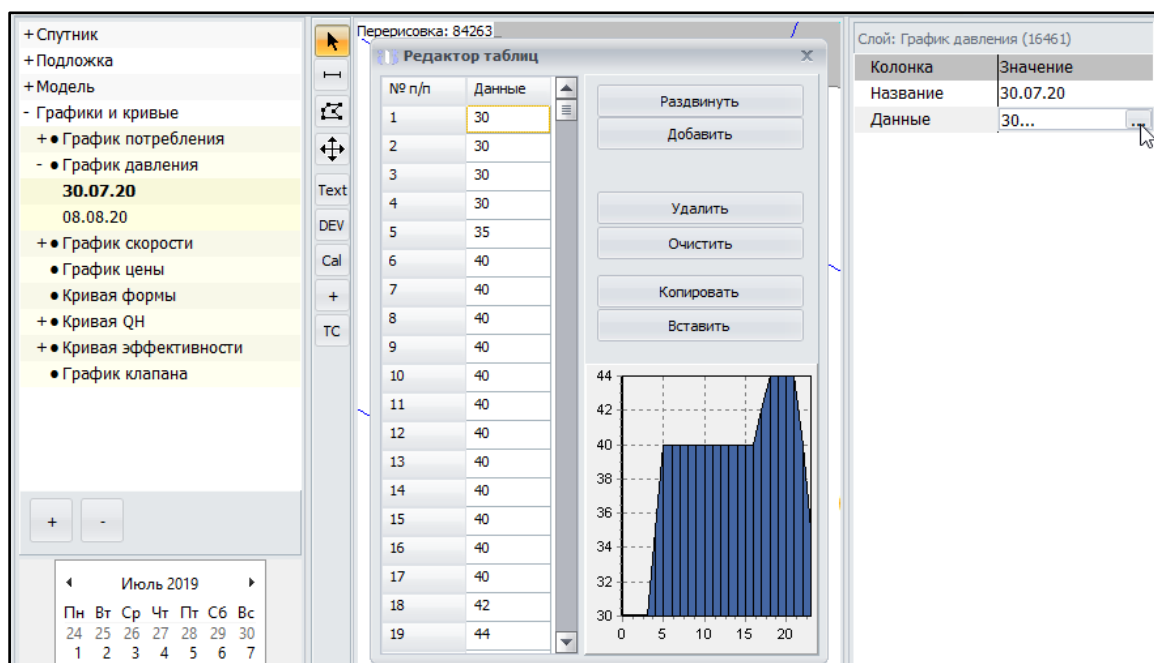 + Спутник
+ Подложка
+ Модель
- Графики и кривые
+ ● График потребления
- ● График давления
30.07.20
08.08.20
+ ● График скорости
● График цены
● Кривая формы
+ ● Кривая QH
+ ● Кривая эффективности
● График клапана
+ -
Июль 2019
Пн Вт Ср Чт Пт Сб Вс
24 25 26 27 28 29 30
1 2 3 4 5 6 7
Text
DEV
Cal
+
TC
Перерисовка: 84263
Редактор таблиц x
№ п/п Данные
1 30
2 30
3 30
4 30
5 35
6 40
7 40
8 40
9 40
10 40
11 40
12 40
13 40
14 40
15 40
16 40
17 40
18 42
19 44
Раздвинуть
Добавить
Удалить
Очистить
Копировать
Вставить
44
42
40
38
36
34
32
30
0 5 10 15 20
Слой: График давления (16461)
Колонка Значение
Название 30.07.20
Данные 30... ...